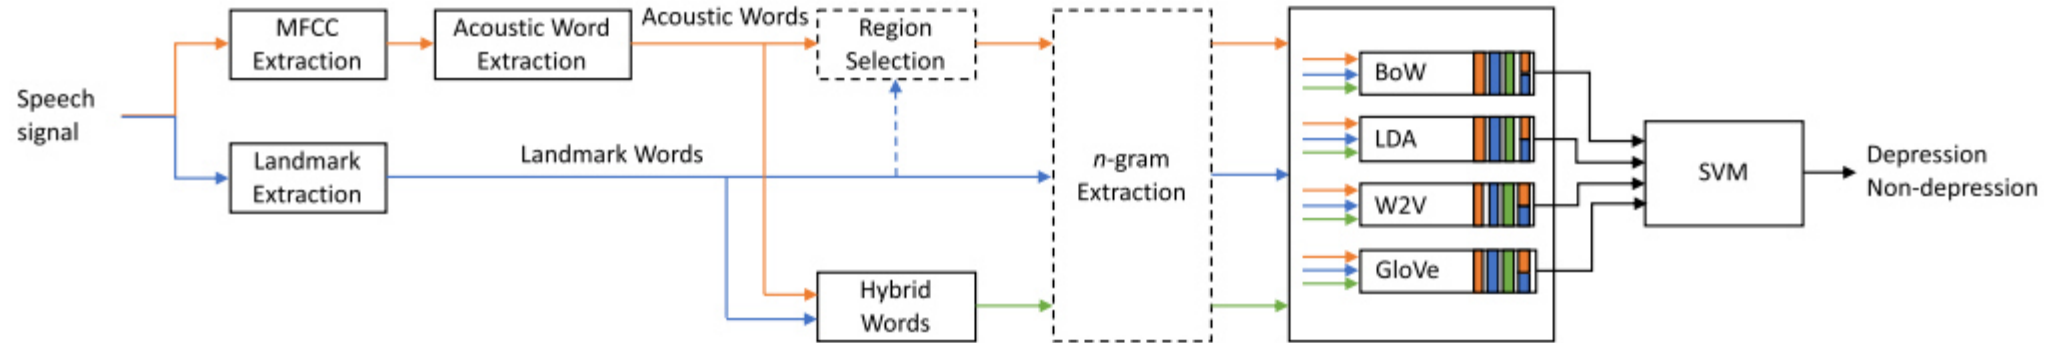 Speech
signal
MFCC
Extraction
Acoustic Word
Extraction
Acoustic Words
Region
Selection
Landmark
Extraction
Landmark Words
Hybrid
Words
n-gram
Extraction
BoW
LDA
W2V
GloVe
SVM
Depression
Non-depression